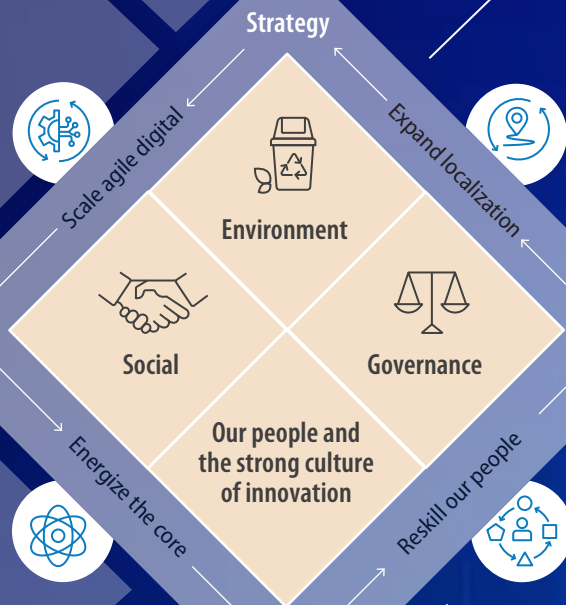 Strategy
Scale agile digital
Expand localization
Environment
Social
Governance
Our people and
the strong culture
of innovation
Energize the core
Reskill our people